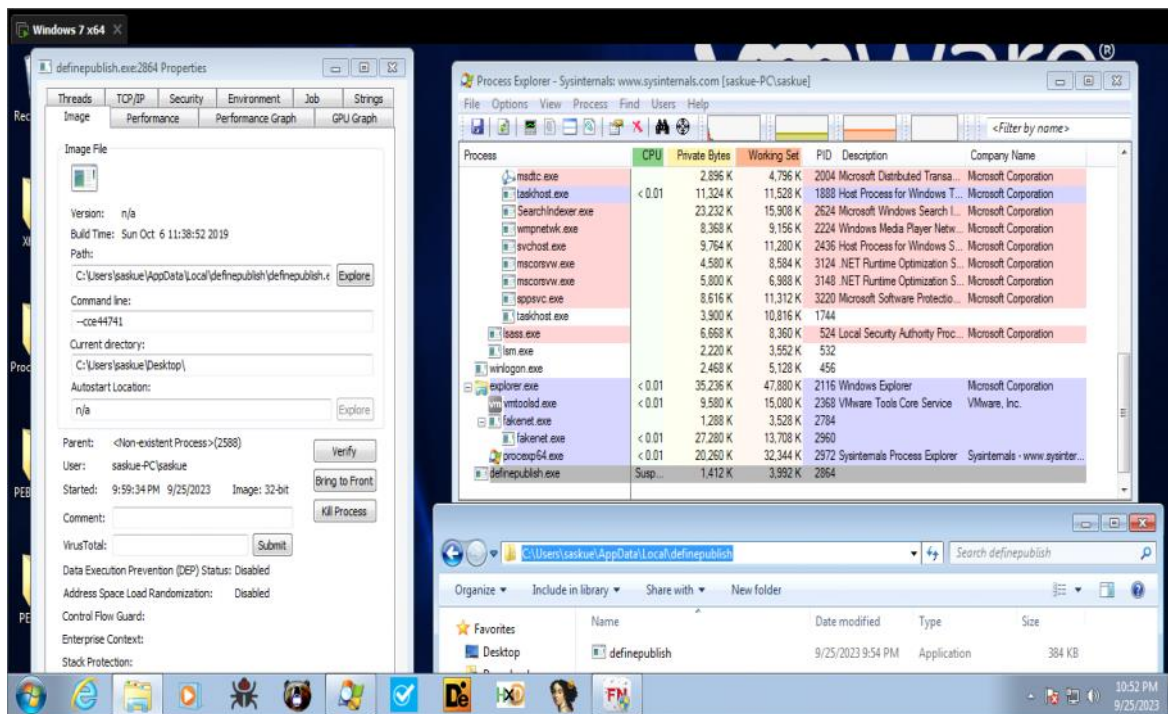 Windows 7 x64
definepublish.exe:2864 Properties
Threads TCP/IP Security Environment Job Strings
Image Performance Performance Graph GPU Graph
Image File
Version: n/a
Build Time: Sun Oct 6 11:38:52 2019
Path:
C:\Users\saskue\AppData\Local\definepublish\definepublish.e Explore
Command line:
--cce44741
Current directory:
C:\Users\saskue\Desktop\
Autostart Location:
n/a Explore
Parent: <Non-existent Process>(2588) Verify
User: saskue-PC\saskue
Started: 9:59:34 PM 9/25/2023 Image: 32-bit Bring to Front
Comment: Kill Process
VirusTotal: Submit
Data Execution Prevention (DEP) Status: Disabled
Address Space Load Randomization: Disabled
Control Flow Guard:
Enterprise Context:
Stack Protection:
Rec
Proc
PEB
PE
®
Process Explorer - Sysinternals: www.sysinternals.com [saskue-PC\saskue]
File Options View Process Find Users Help
<Filter by name>
Process CPU Private Bytes Working Set PID Description Company Name
msdtc.exe 2,896 K 4,796 K 2004 Microsoft Distributed Transa... Microsoft Corporation
taskhost.exe < 0.01 11,324 K 11,528 K 1888 Host Process for Windows T... Microsoft Corporation
SearchIndexer.exe 23,232 K 15,908 K 2624 Microsoft Windows Search I... Microsoft Corporation
wmpnetwk.exe 8,368 K 9,156 K 2224 Windows Media Player Netw... Microsoft Corporation
svchost.exe 9,764 K 11,280 K 2436 Host Process for Windows S... Microsoft Corporation
mscorsvw.exe 4,580 K 8,584 K 3124 .NET Runtime Optimization S... Microsoft Corporation
mscorsvw.exe 5,800 K 6,988 K 3148 .NET Runtime Optimization S... Microsoft Corporation
sppsvc.exe 8,616 K 11,312 K 3220 Microsoft Software Protectio... Microsoft Corporation
taskhost.exe 3,900 K 10,816 K 1744
lsass.exe 6,668 K 8,360 K 524 Local Security Authority Proc... Microsoft Corporation
lsm.exe 2,220 K 3,552 K 532
winlogon.exe 2,468 K 5,128 K 456
explorer.exe < 0.01 35,236 K 47,880 K 2116 Windows Explorer Microsoft Corporation
vmtoolsd.exe < 0.01 9,580 K 15,080 K 2368 VMware Tools Core Service VMware, Inc.
fakenet.exe 1,288 K 3,528 K 2784
fakenet.exe < 0.01 27,280 K 13,708 K 2960
procexp64.exe < 0.01 20,260 K 32,344 K 2972 Sysinternals Process Explorer Sysinternals - www.sysinter...
definepublish.exe Susp... 1,412 K 3,992 K 2864
C:\Users\saskue\AppData\Local\definepublish Search definepublish
Organize Include in library Share with New folder
Favorites
Desktop
Name Date modified Type Size
definepublish 9/25/2023 9:54 PM Application 384 KB
De HXD FN
10:52 PM
9/25/2023